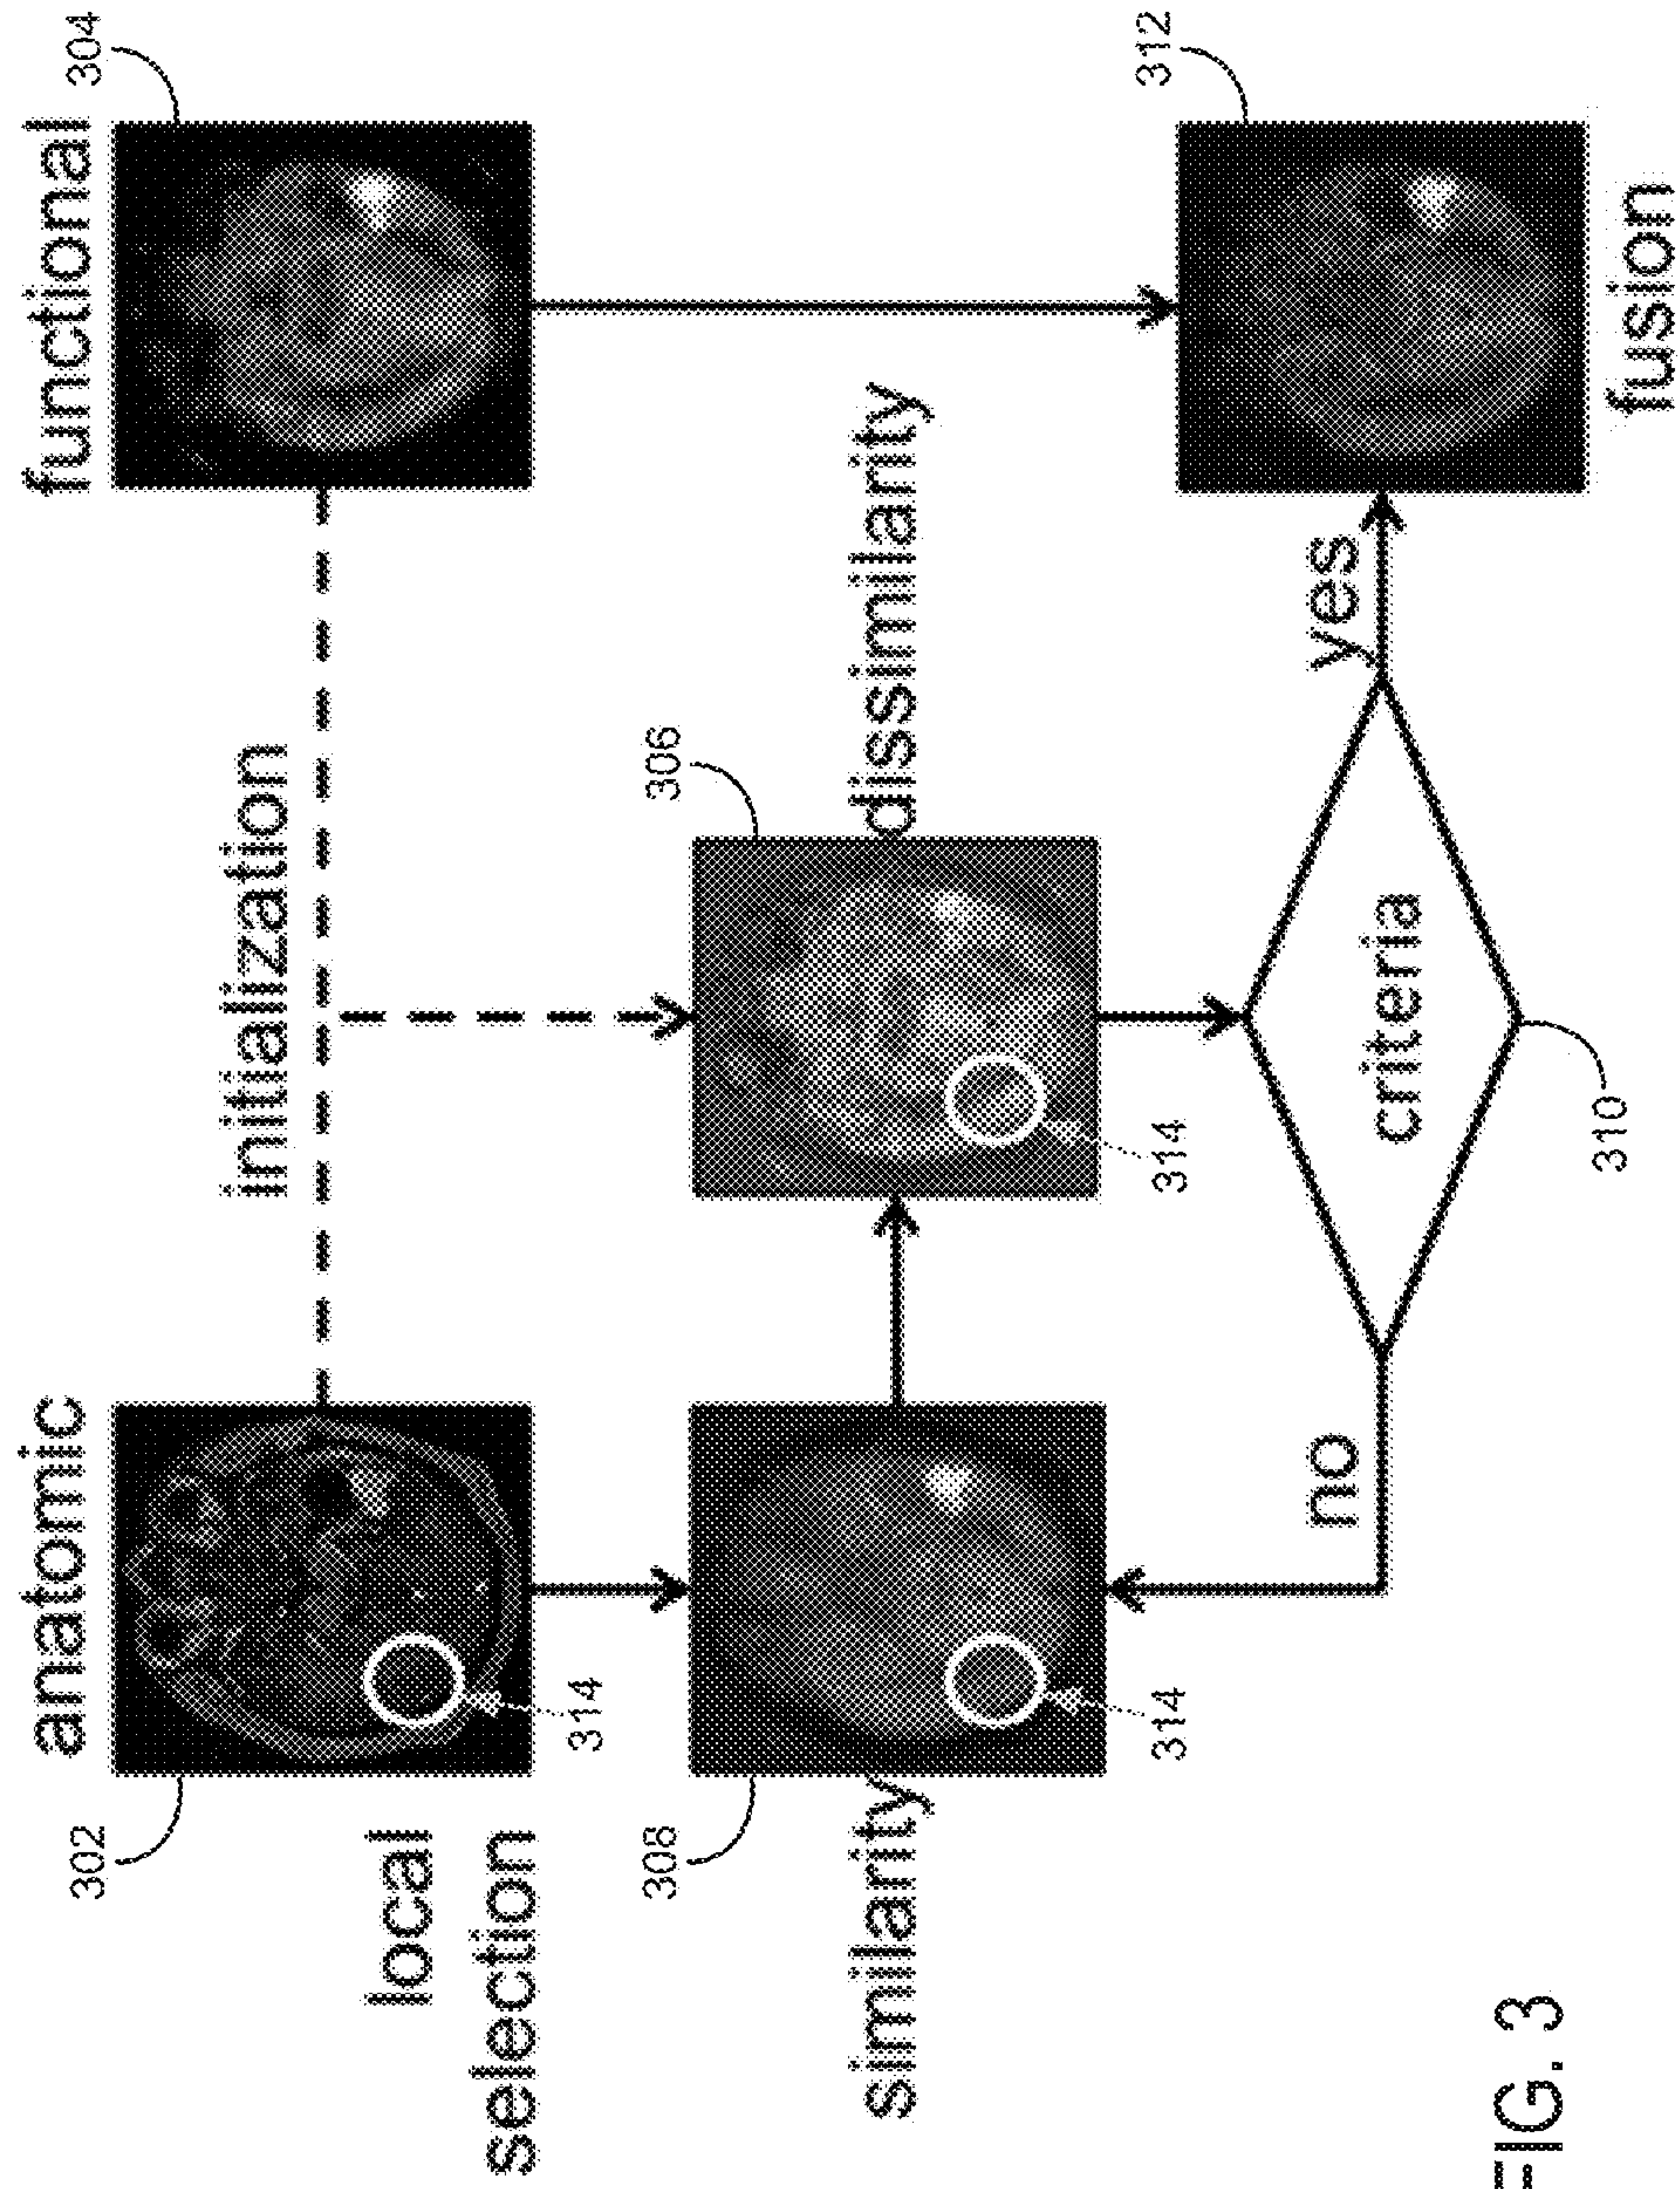 anatomic
functional
302
304
initialization
local
selection
314
306
308
similarity
dissimilarity
314
314
312
no
criteria
yes
310
fusion
FIG. 3